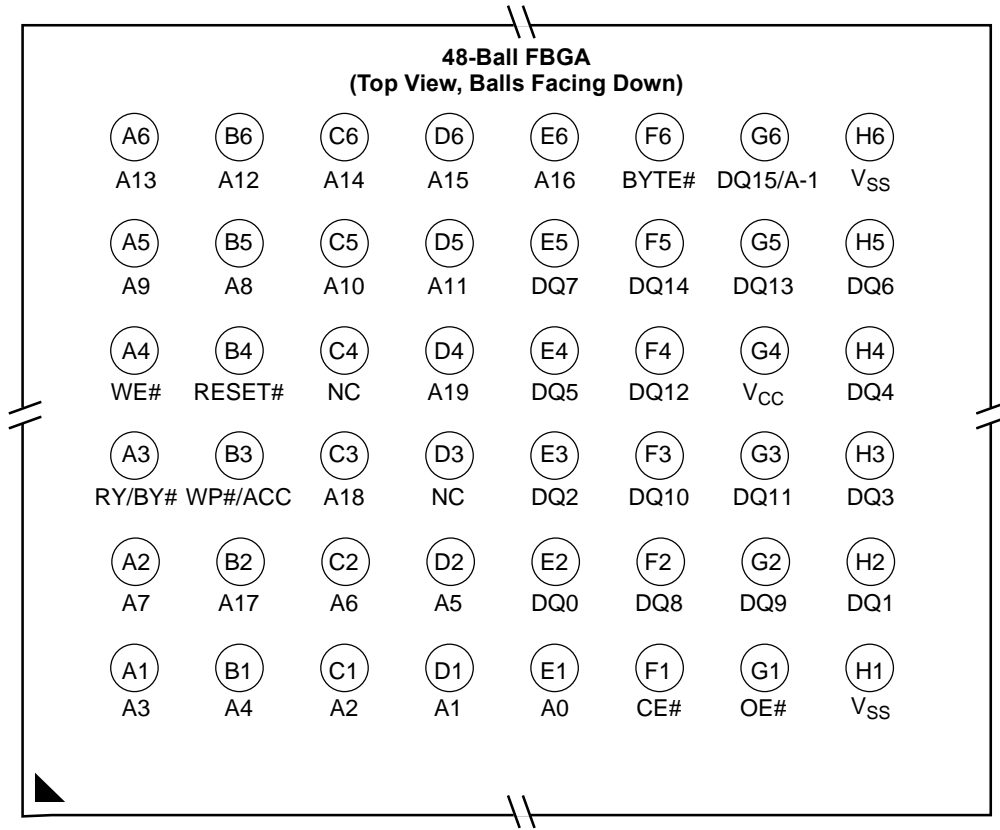 48-Ball FBGA
(Top View, Balls Facing Down)
A6 B6 C6 D6 E6 F6 G6 H6
A13 A12 A14 A15 A16 BYTE# DQ15/A-1 VSS
A5 B5 C5 D5 E5 F5 G5 H5
A9 A8 A10 A11 DQ7 DQ14 DQ13 DQ6
A4 B4 C4 D4 E4 F4 G4 H4
WE# RESET# NC A19 DQ5 DQ12 VCC DQ4
A3 B3 C3 D3 E3 F3 G3 H3
RY/BY# WP#/ACC A18 NC DQ2 DQ10 DQ11 DQ3
A2 B2 C2 D2 E2 F2 G2 H2
A7 A17 A6 A5 DQ0 DQ8 DQ9 DQ1
A1 B1 C1 D1 E1 F1 G1 H1
A3 A4 A2 A1 A0 CE# OE# VSS